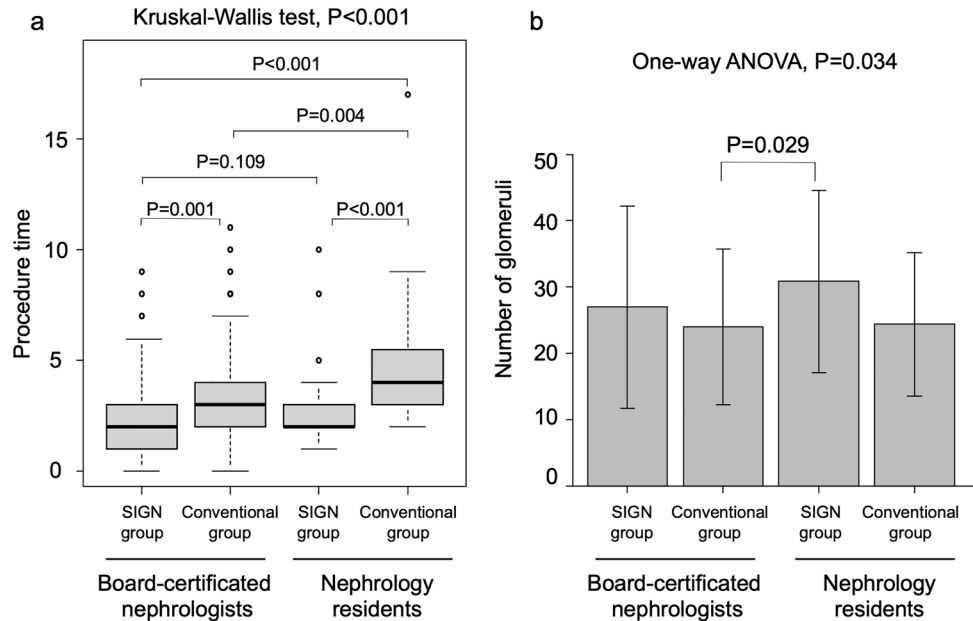 a
Kruskal-Wallis test, P<0.001
P<0.001
P=0.004
P=0.109
P=0.001
P<0.001
Procedure time
15
10
5
0
SIGN group
Conventional group
SIGN group
Conventional group
Board-certificated nephrologists
Nephrology residents
b
One-way ANOVA, P=0.034
P=0.029
Number of glomeruli
50
40
30
20
10
0
SIGN group
Conventional group
SIGN group
Conventional group
Board-certificated nephrologists
Nephrology residents